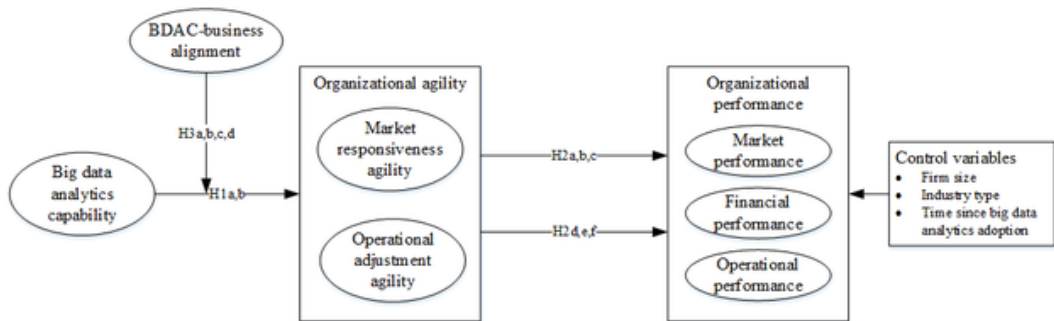 BDAC-business
alignment
H3a,b,c,d
Big data
analytics
capability
H1a,b
Organizational agility
Market
responsiveness
agility
Operational
adjustment
agility
H2a,b,c
H2d,e,f
Organizational
performance
Market
performance
Financial
performance
Operational
performance
Control variables
• Firm size
• Industry type
• Time since big data
analytics adoption